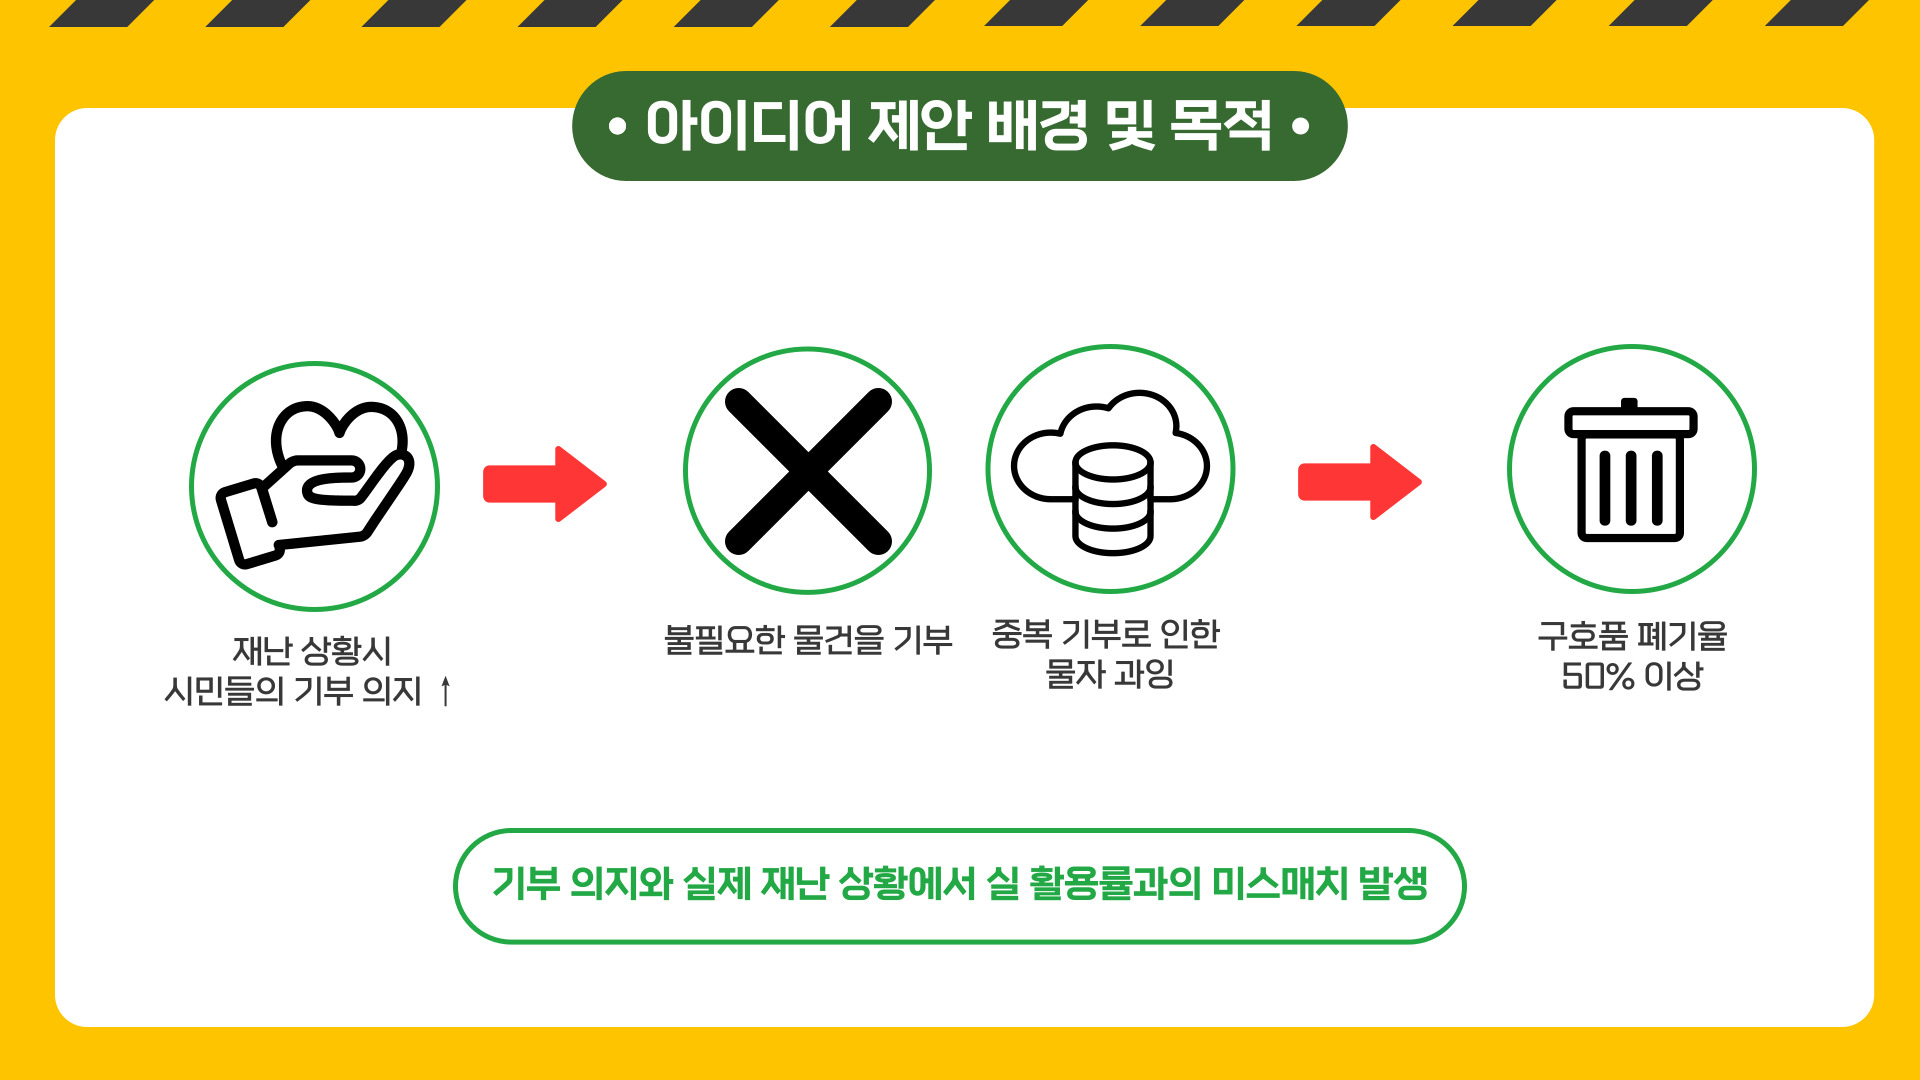 • 아이디어 제안 배경 및 목적 •
재난 상황시
시민들의 기부 의지 ↑
불필요한 물건을 기부
중복 기부로 인한
물자 과잉
구호품 폐기율
50% 이상
기부 의지와 실제 재난 상황에서 실 활용률과의 미스매치 발생